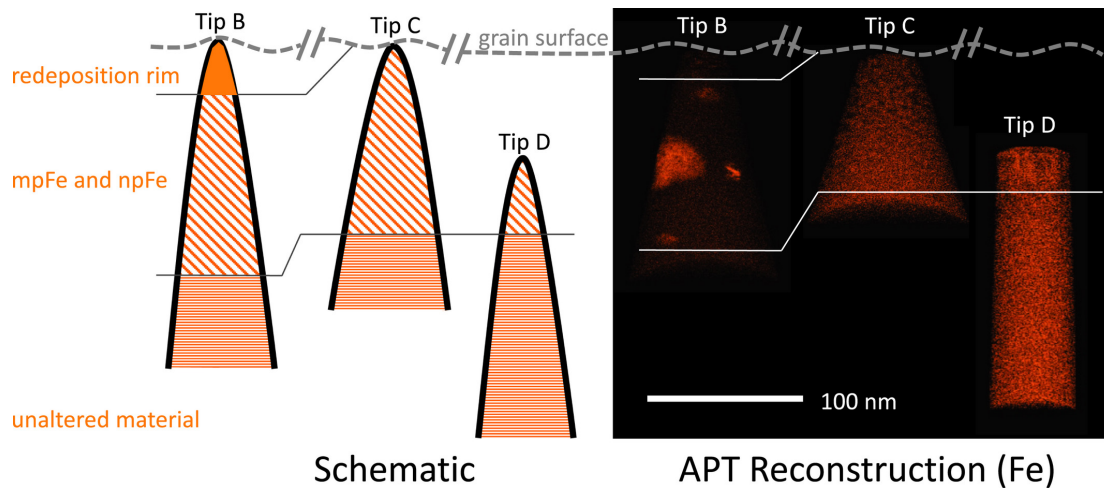 Tip B
Tip C
grain surface
Tip B
Tip C
redeposition rim
Tip D
Tip D
mpFe and npFe
100 nm
unaltered material
Schematic
APT Reconstruction (Fe)